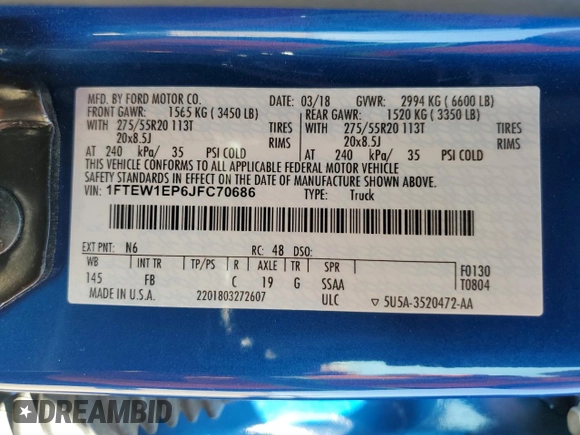 MFD. BY FORD MOTOR CO. 03/18 GVWR: 2994 KG ( 6600 LB)
FRONT GAWR: 1565 KG ( 3450 LB) REAR GAWR: 1520 KG ( 3350 LB)
WITH 275/55R20 113T TIRES WITH 275/55R20 113T TIRES
20x8.5J RIMS 20x8.5J RIMS
AT 240 kPa/ 35 PSI COLD AT 240 kPa/ 35 PSI COLD
THIS VEHICLE CONFORMS TO ALL APPLICABLE FEDERAL MOTOR VEHICLE
SAFETY STANDARDS IN EFFECT ON THE DATE OF MANUFACTURE SHOWN ABOVE.
VIN: 1FTEW1EP6JFC70686 TYPE: Truck
EXT PNT: N6 RC: 48 DSO:
WB INT TR TP/PS R AXLE TR SPR F0130
145 FB C 19 G SSAA T0804
MADE IN U.S.A. 2201803272607 ULC ▽ 5U5A-3520472-AA
DREAMBID